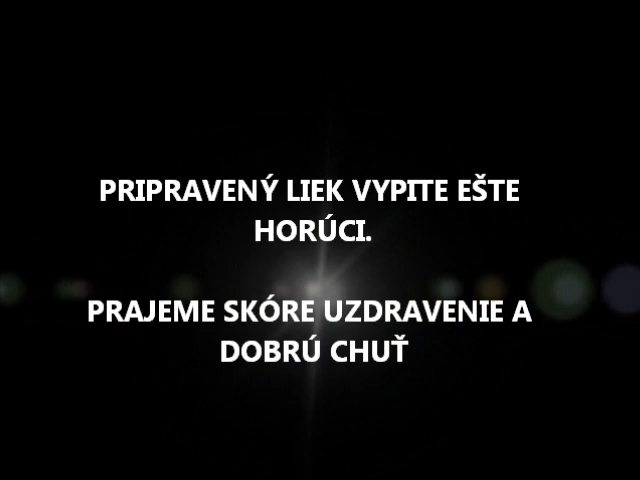 PRIPRAVENÝ LIEK VYPITE EŠTE
HORÚCI.
PRAJEME SKÓRE UZDRAVENIE A
DOBRÚ CHUŤ